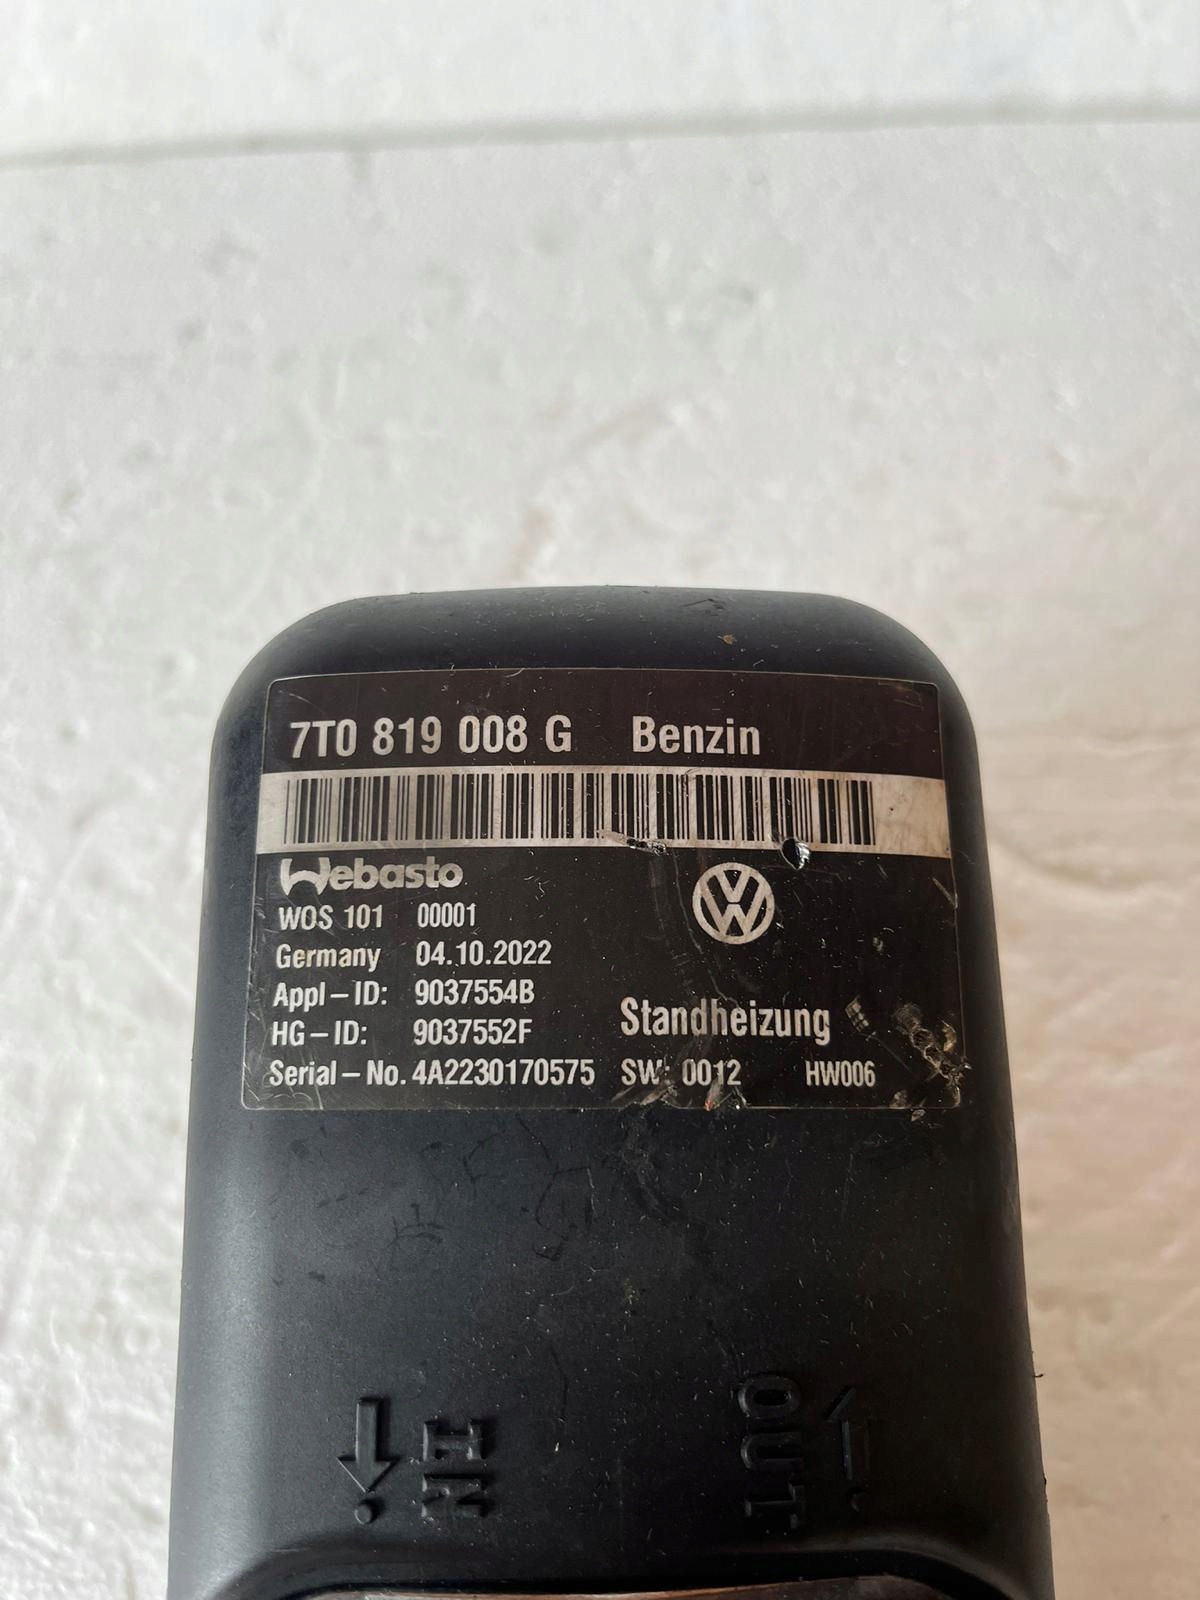 7T0 819 008 G Benzin
Webasto
WOS 101 00001
Germany 04.10.2022
Appl-ID: 9037554B
HG-ID: 9037552F
Standheizung
Serial-No. 4A2230170575 SW: 0012 HW006
IN
OUT